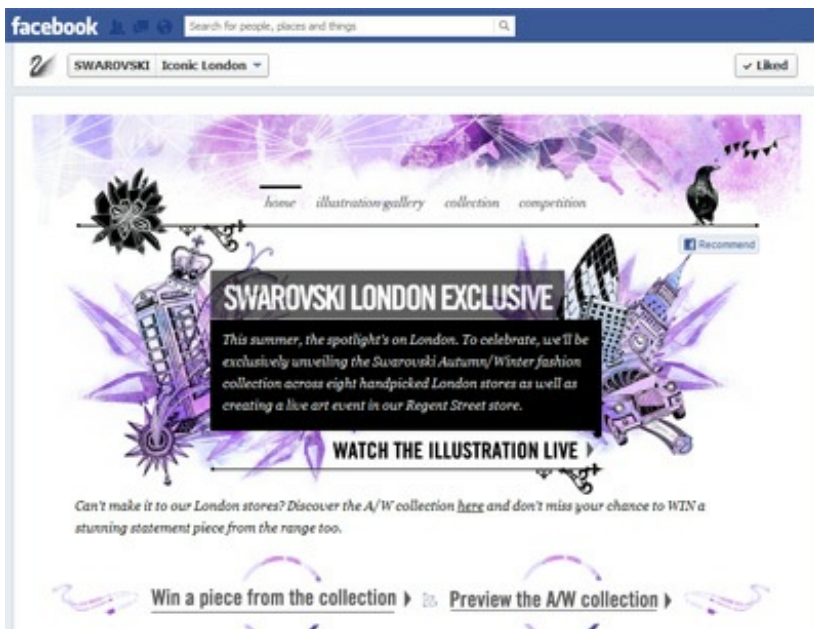 facebook
Search for people, places and things
SWAROVSKI Iconic London
Liked
home illustration gallery collection competition
Recommend
SWAROVSKI LONDON EXCLUSIVE
This summer, the spotlight's on London. To celebrate, we'll be
exclusively unveiling the Swarovski Autumn/Winter fashion
collection across eight handpicked London stores as well as
creating a live art event in our Regent Street store.
WATCH THE ILLUSTRATION LIVE
Can't make it to our London stores? Discover the A/W collection here and don't miss your chance to WIN a
stunning statement piece from the range too.
Win a piece from the collection Preview the A/W collection